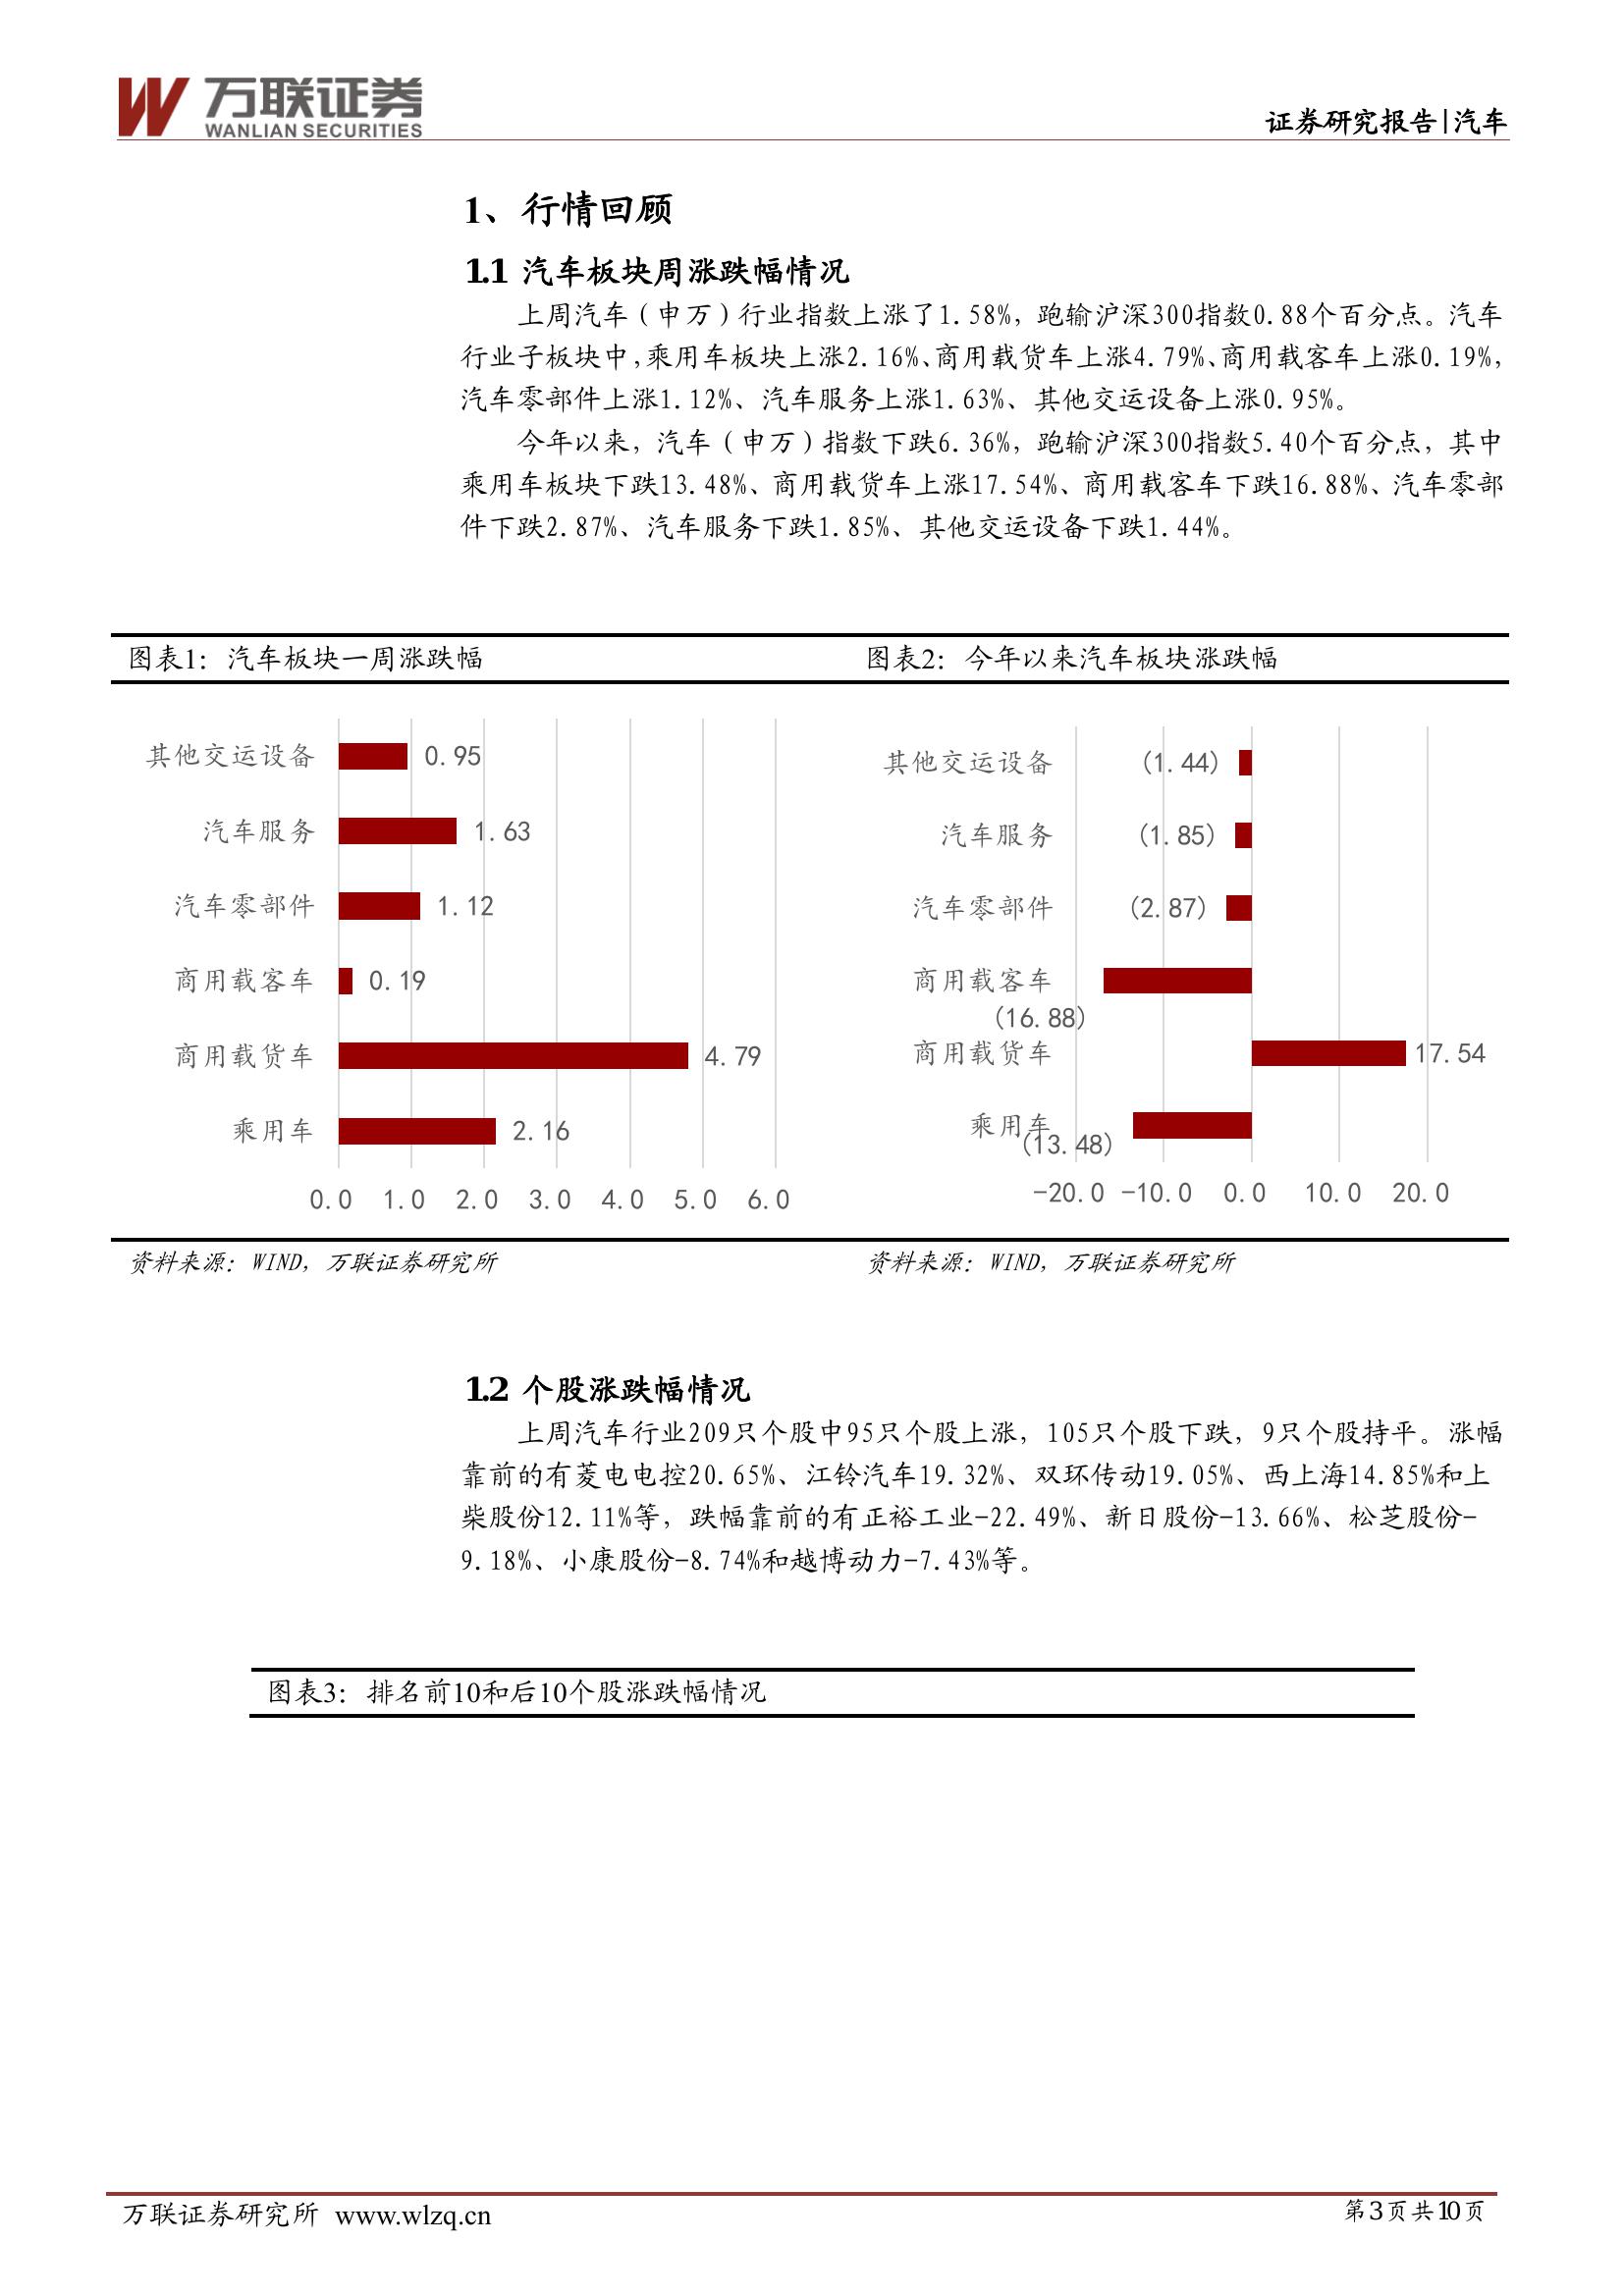 万联证券
WANLIAN SECURITIES
证券研究报告|汽车
1、行情回顾
1.1 汽车板块周涨跌幅情况
上周汽车（申万）行业指数上涨了1.58%，跑输沪深300指数0.88个百分点。汽车
行业子板块中，乘用车板块上涨2.16%、商用载货车上涨4.79%、商用载客车上涨0.19%，
汽车零部件上涨1.12%、汽车服务上涨1.63%、其他交运设备上涨0.95%。
今年以来，汽车（申万）指数下跌6.36%，跑输沪深300指数5.40个百分点，其中
乘用车板块下跌13.48%、商用载货车上涨17.54%、商用载客车下跌16.88%、汽车零部
件下跌2.87%、汽车服务下跌1.85%、其他交运设备下跌1.44%。
图表1：汽车板块一周涨跌幅
其他交运设备 0.95
汽车服务 1.63
汽车零部件 1.12
商用载客车 0.19
商用载货车 4.79
乘用车 2.16
0.0 1.0 2.0 3.0 4.0 5.0 6.0
资料来源：WIND，万联证券研究所
图表2：今年以来汽车板块涨跌幅
其他交运设备 (1.44)
汽车服务 (1.85)
汽车零部件 (2.87)
商用载客车
(16.88)
商用载货车 17.54
乘用车
(13.48)
-20.0 -10.0 0.0 10.0 20.0
资料来源：WIND，万联证券研究所
1.2 个股涨跌幅情况
上周汽车行业209只个股中95只个股上涨，105只个股下跌，9只个股持平。涨幅
靠前的有菱电电控20.65%、江铃汽车19.32%、双环传动19.05%、西上海14.85%和上
柴股份12.11%等，跌幅靠前的有正裕工业-22.49%、新日股份-13.66%、松芝股份-
9.18%、小康股份-8.74%和越博动力-7.43%等。
图表3：排名前10和后10个股涨跌幅情况
万联证券研究所 www.wlzq.cn
第3页共10页